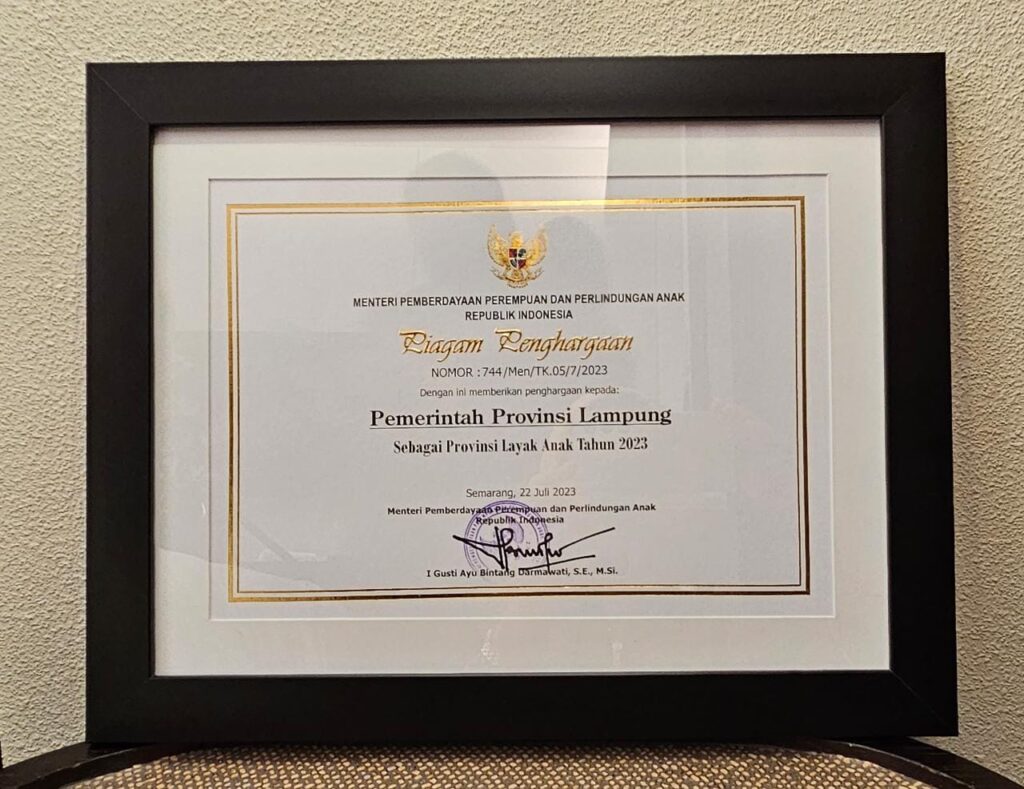 MENTERI PEMBERDAYAAN PEREMPUAN DAN PERLINDUNGAN ANAK
REPUBLIK INDONESIA
Piagam Penghargaan
NOMOR : 744/Men/TK.05/7/2023
Dengan ini memberikan penghargaan kepada:
Pemerintah Provinsi Lampung
Sebagai Provinsi Layak Anak Tahun 2023
Semarang, 22 Juli 2023
Menteri Pemberdayaan Perempuan dan Perlindungan Anak
Republik Indonesia
I Gusti Ayu Bintang Darmawati, S.E., M.Si.